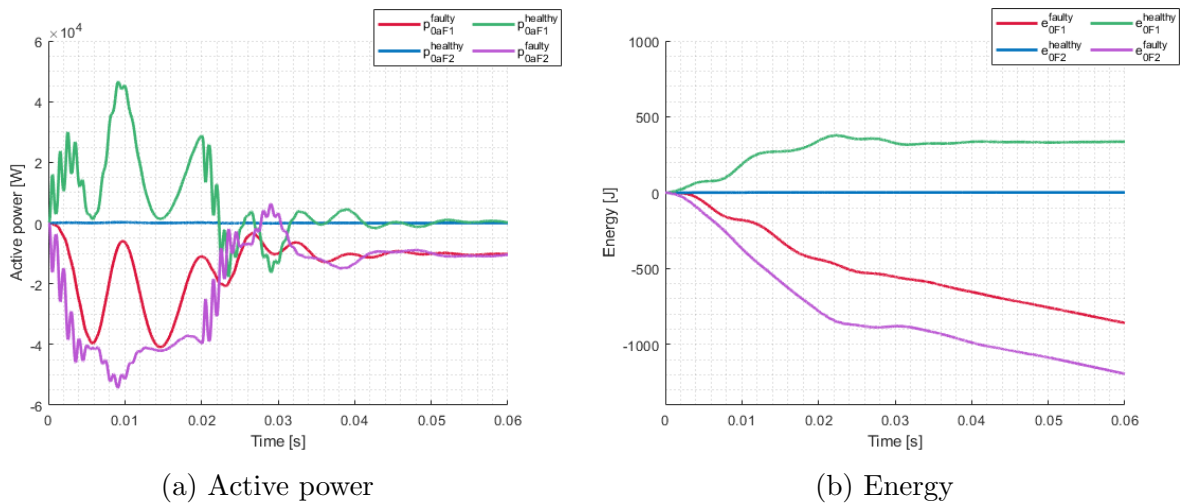 ×10^4
p_{0aF1}^{faulty} p_{0aF1}^{healthy}
p_{0aF2}^{healthy} p_{0aF2}^{faulty}
6
4
2
0
-2
-4
-6
Active power [W]
0 0.01 0.02 0.03 0.04 0.05 0.06
Time [s]
(a) Active power
e_{0F1}^{faulty} e_{0F1}^{healthy}
e_{0F2}^{healthy} e_{0F2}^{faulty}
1000
500
0
-500
-1000
Energy [J]
0 0.01 0.02 0.03 0.04 0.05 0.06
Time [s]
(b) Energy